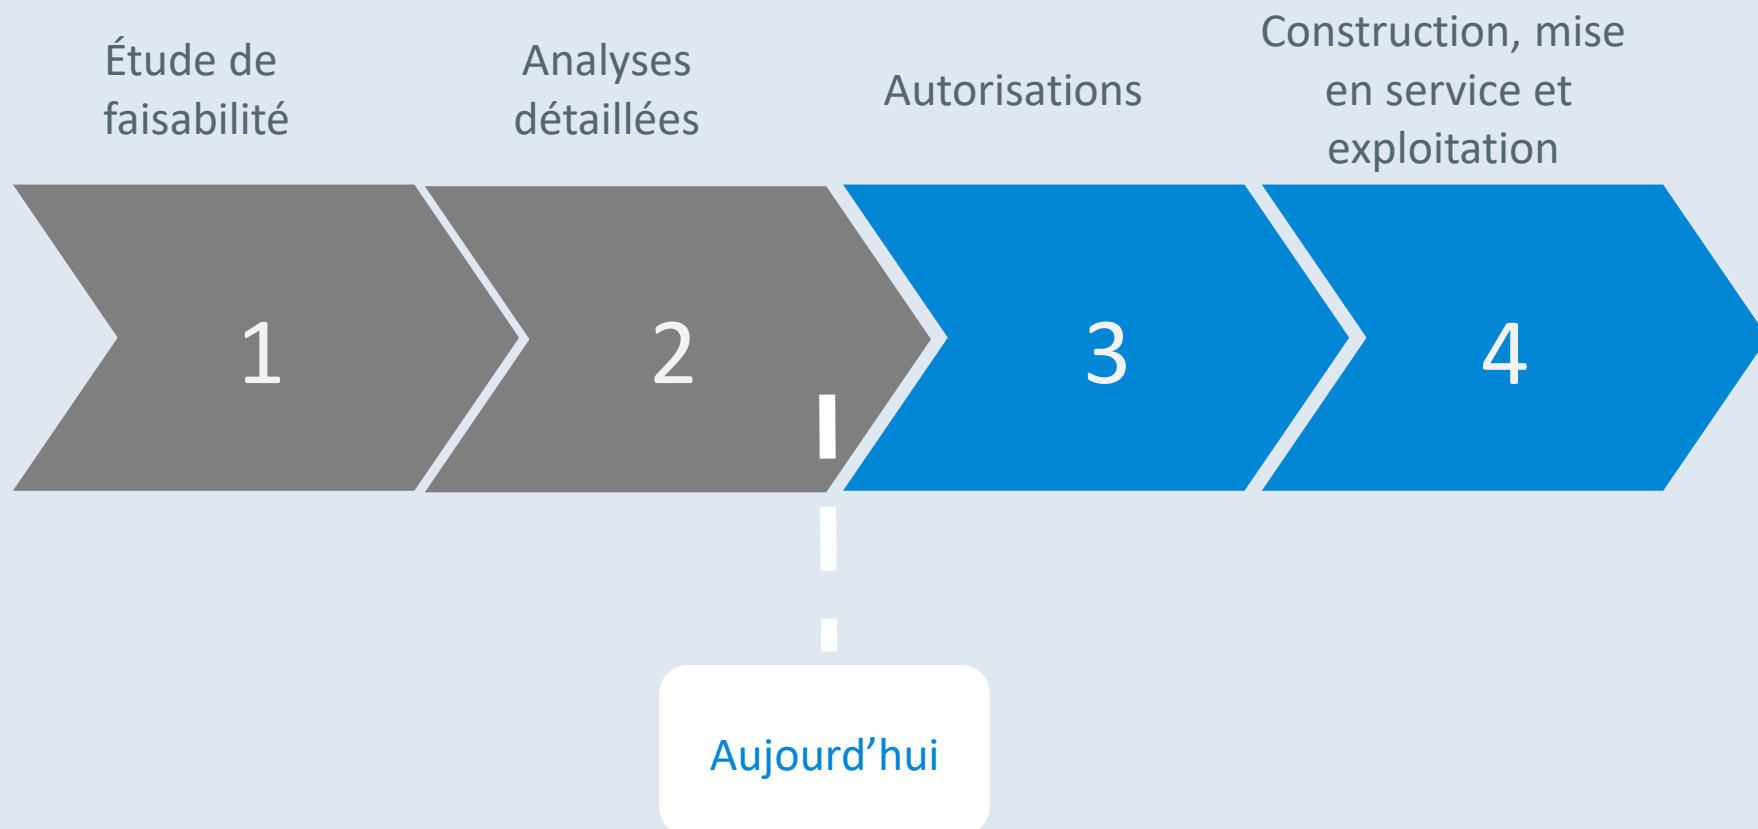 Étude de
faisabilité
Analyses
détaillées
Autorisations
Construction, mise
en service et
exploitation
1
2
3
4
Aujourd’hui